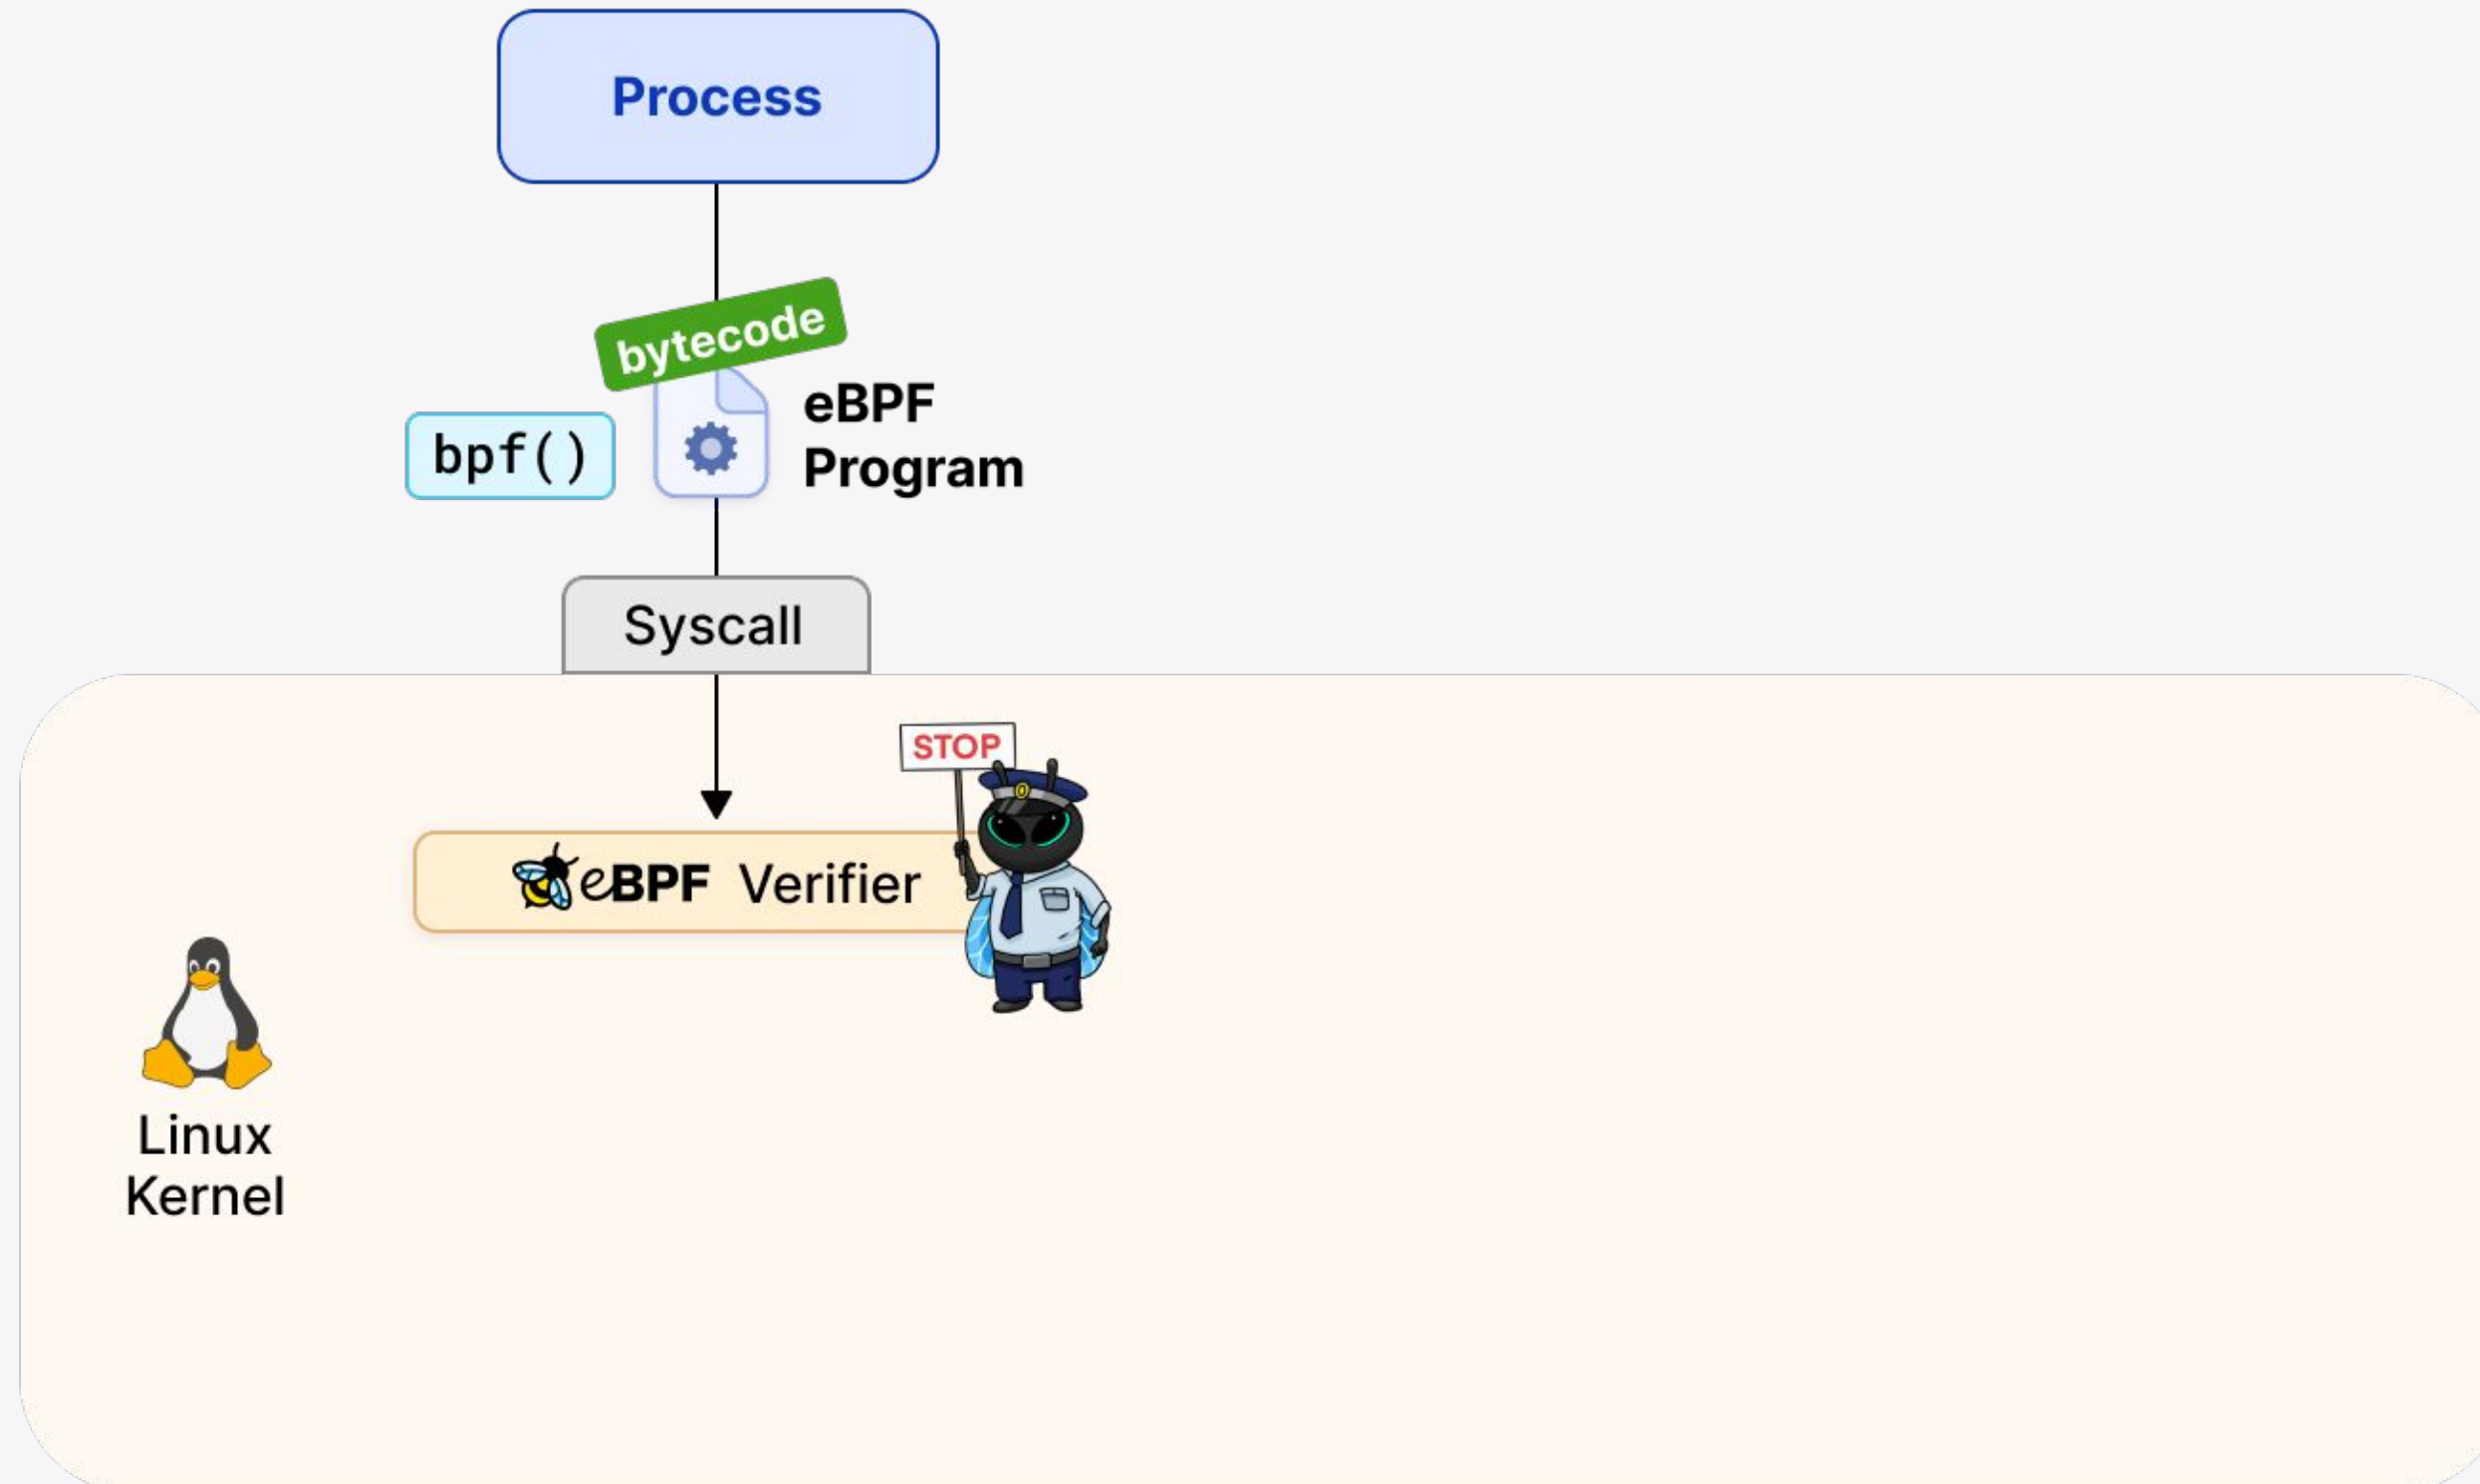 Process
bytecode
bpf()
eBPF
Program
Syscall
STOP
eBPF Verifier
Linux
Kernel